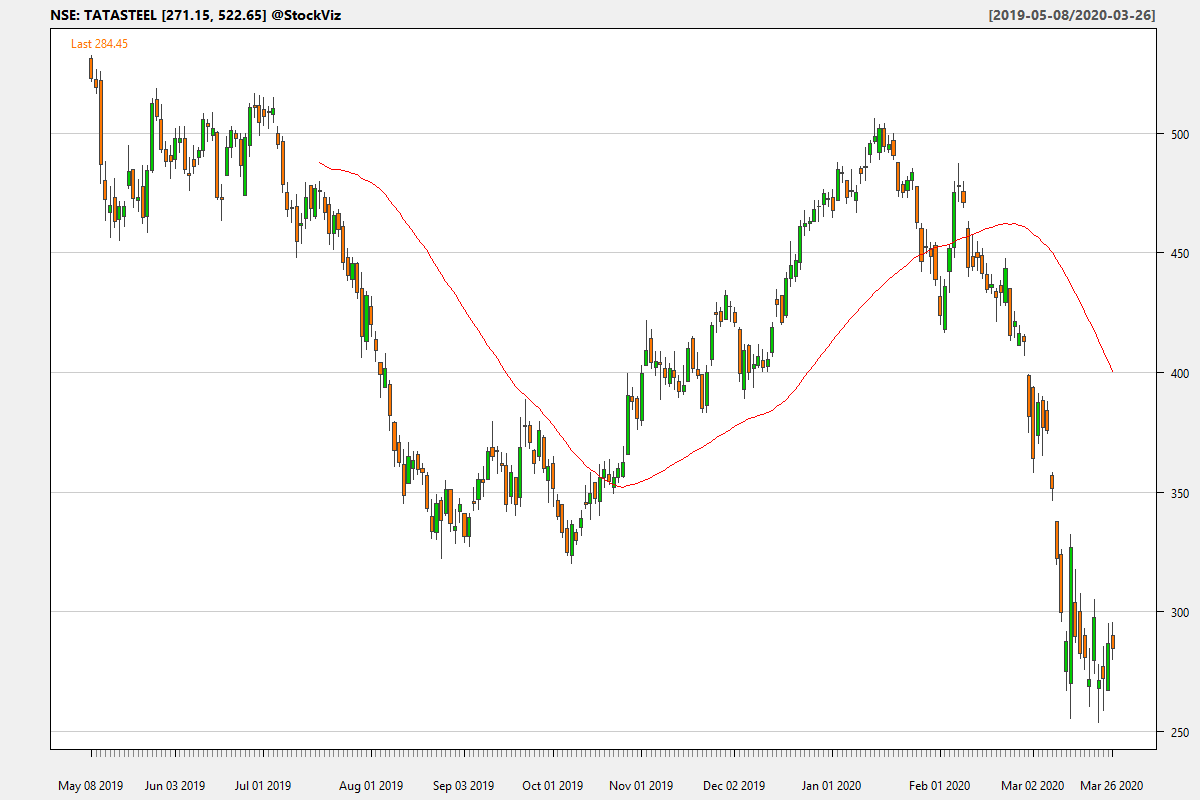 NSE: TATASTEEL [271.15, 522.65] @StockViz
[2019-05-08/2020-03-26]
Last 284.45
500
450
400
350
300
250
May 08 2019 Jun 03 2019 Jul 01 2019 Aug 01 2019 Sep 03 2019 Oct 01 2019 Nov 01 2019 Dec 02 2019 Jan 01 2020 Feb 01 2020 Mar 02 2020 Mar 26 2020